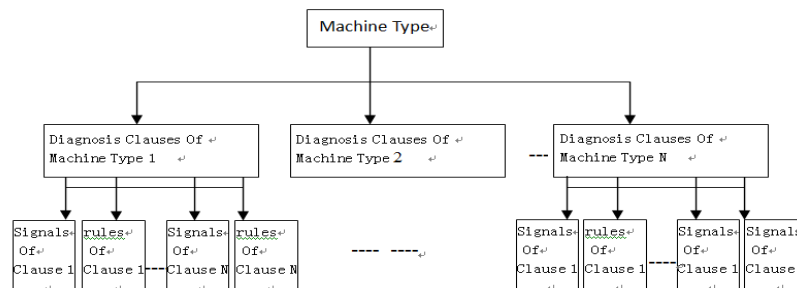 Machine Type
Diagnosis Clauses Of
Machine Type 1
Diagnosis Clauses Of
Machine Type 2
---
Diagnosis Clauses Of
Machine Type N
Signals
Of
Clause 1
rules
Of
Clause 1
----
Signals
Of
Clause N
rules
Of
Clause N
---- ----
Signals
Of
Clause 1
rules
Of
Clause 1
----
Signals
Of
Clause 1
Signals
Of
Clause